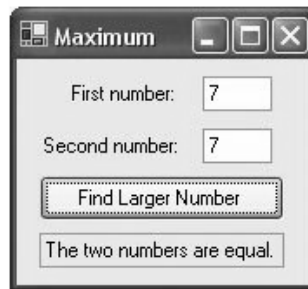 Maximum
First number: 7
Second number: 7
Find Larger Number
The two numbers are equal.